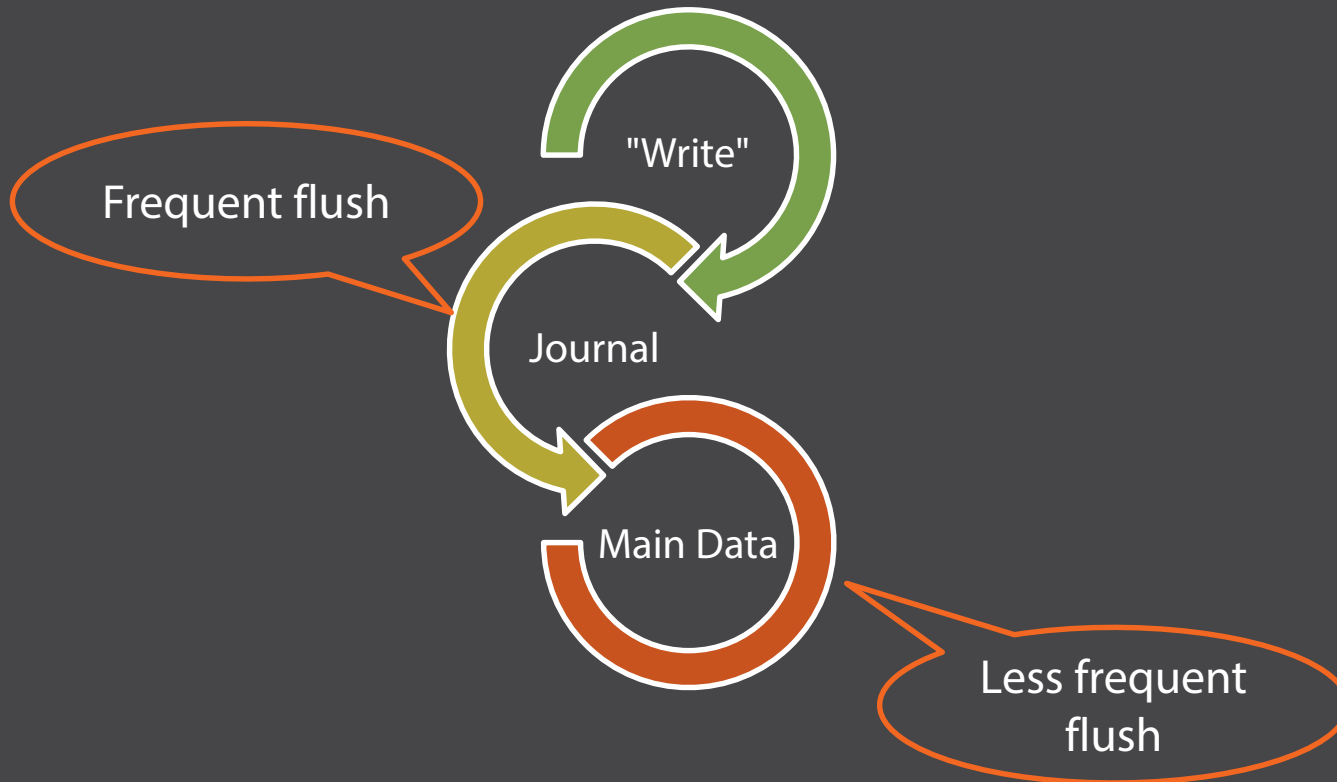 "Write"
Frequent flush
Journal
Main Data
Less frequent
flush